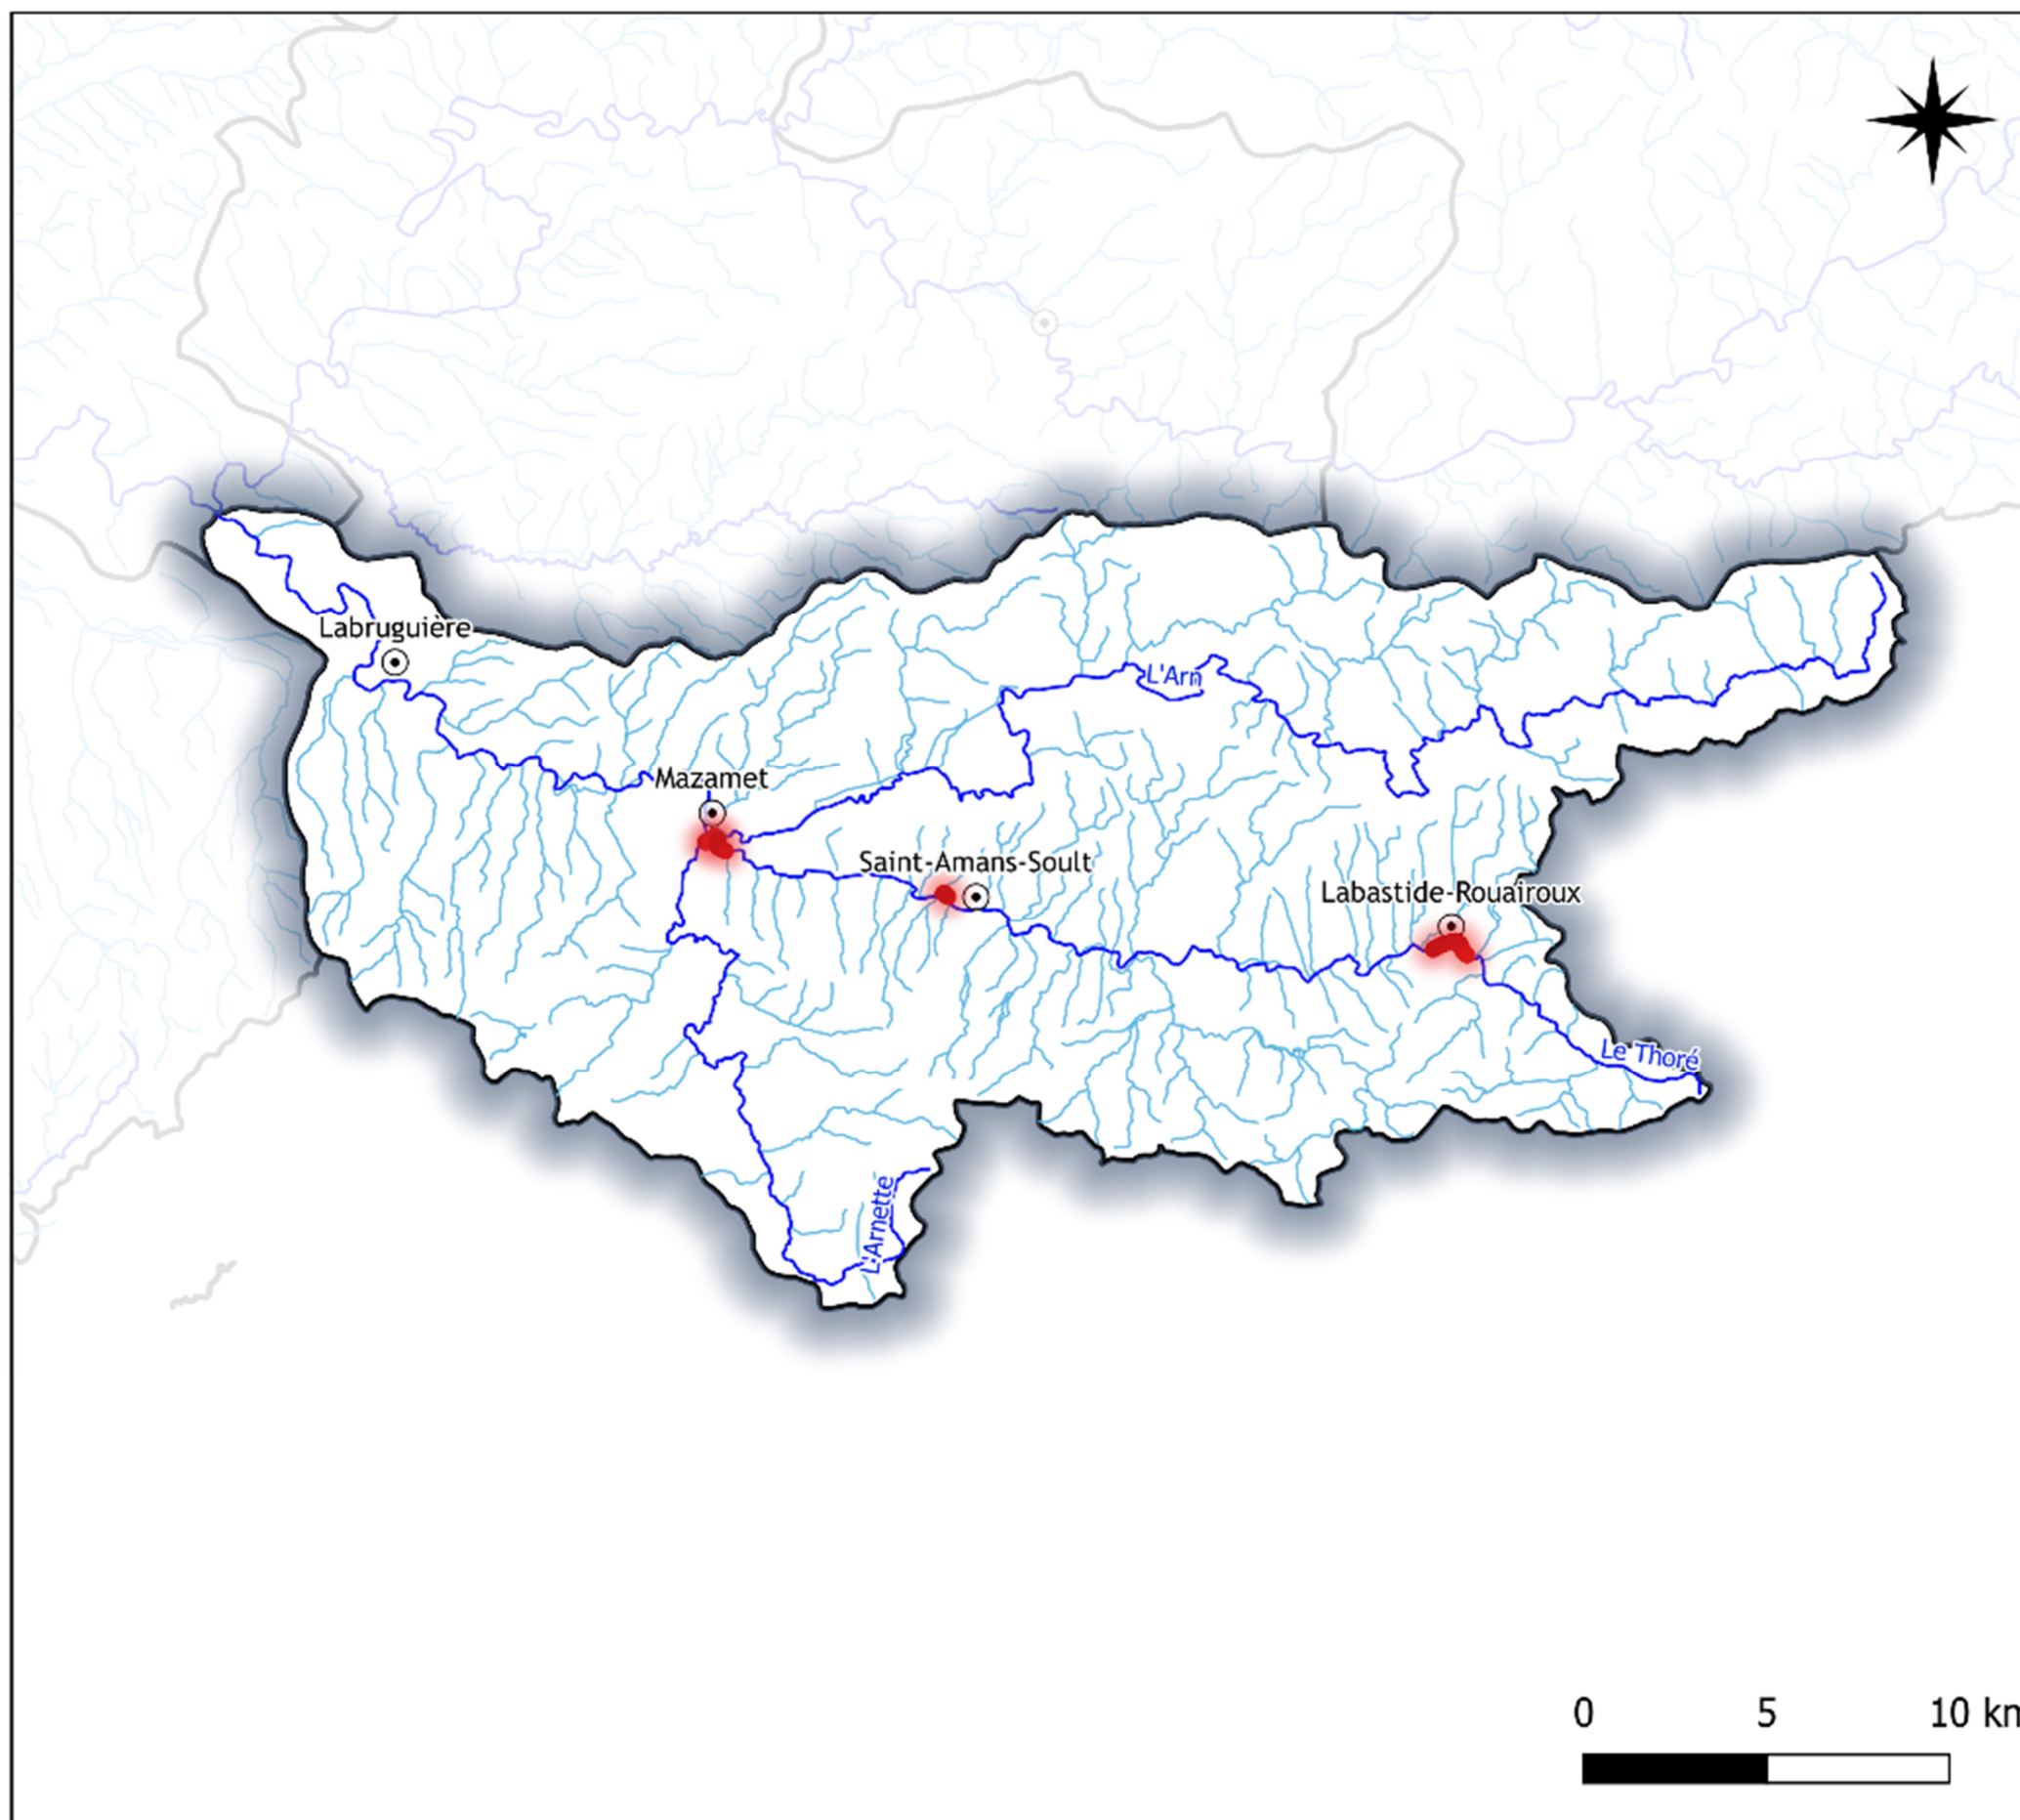 Labruguière
L'Arn
Mazamet
Saint-Amans-Soult
Labastide-Rouairoux
Le Thoré
L'Arnette
0 5 10 km